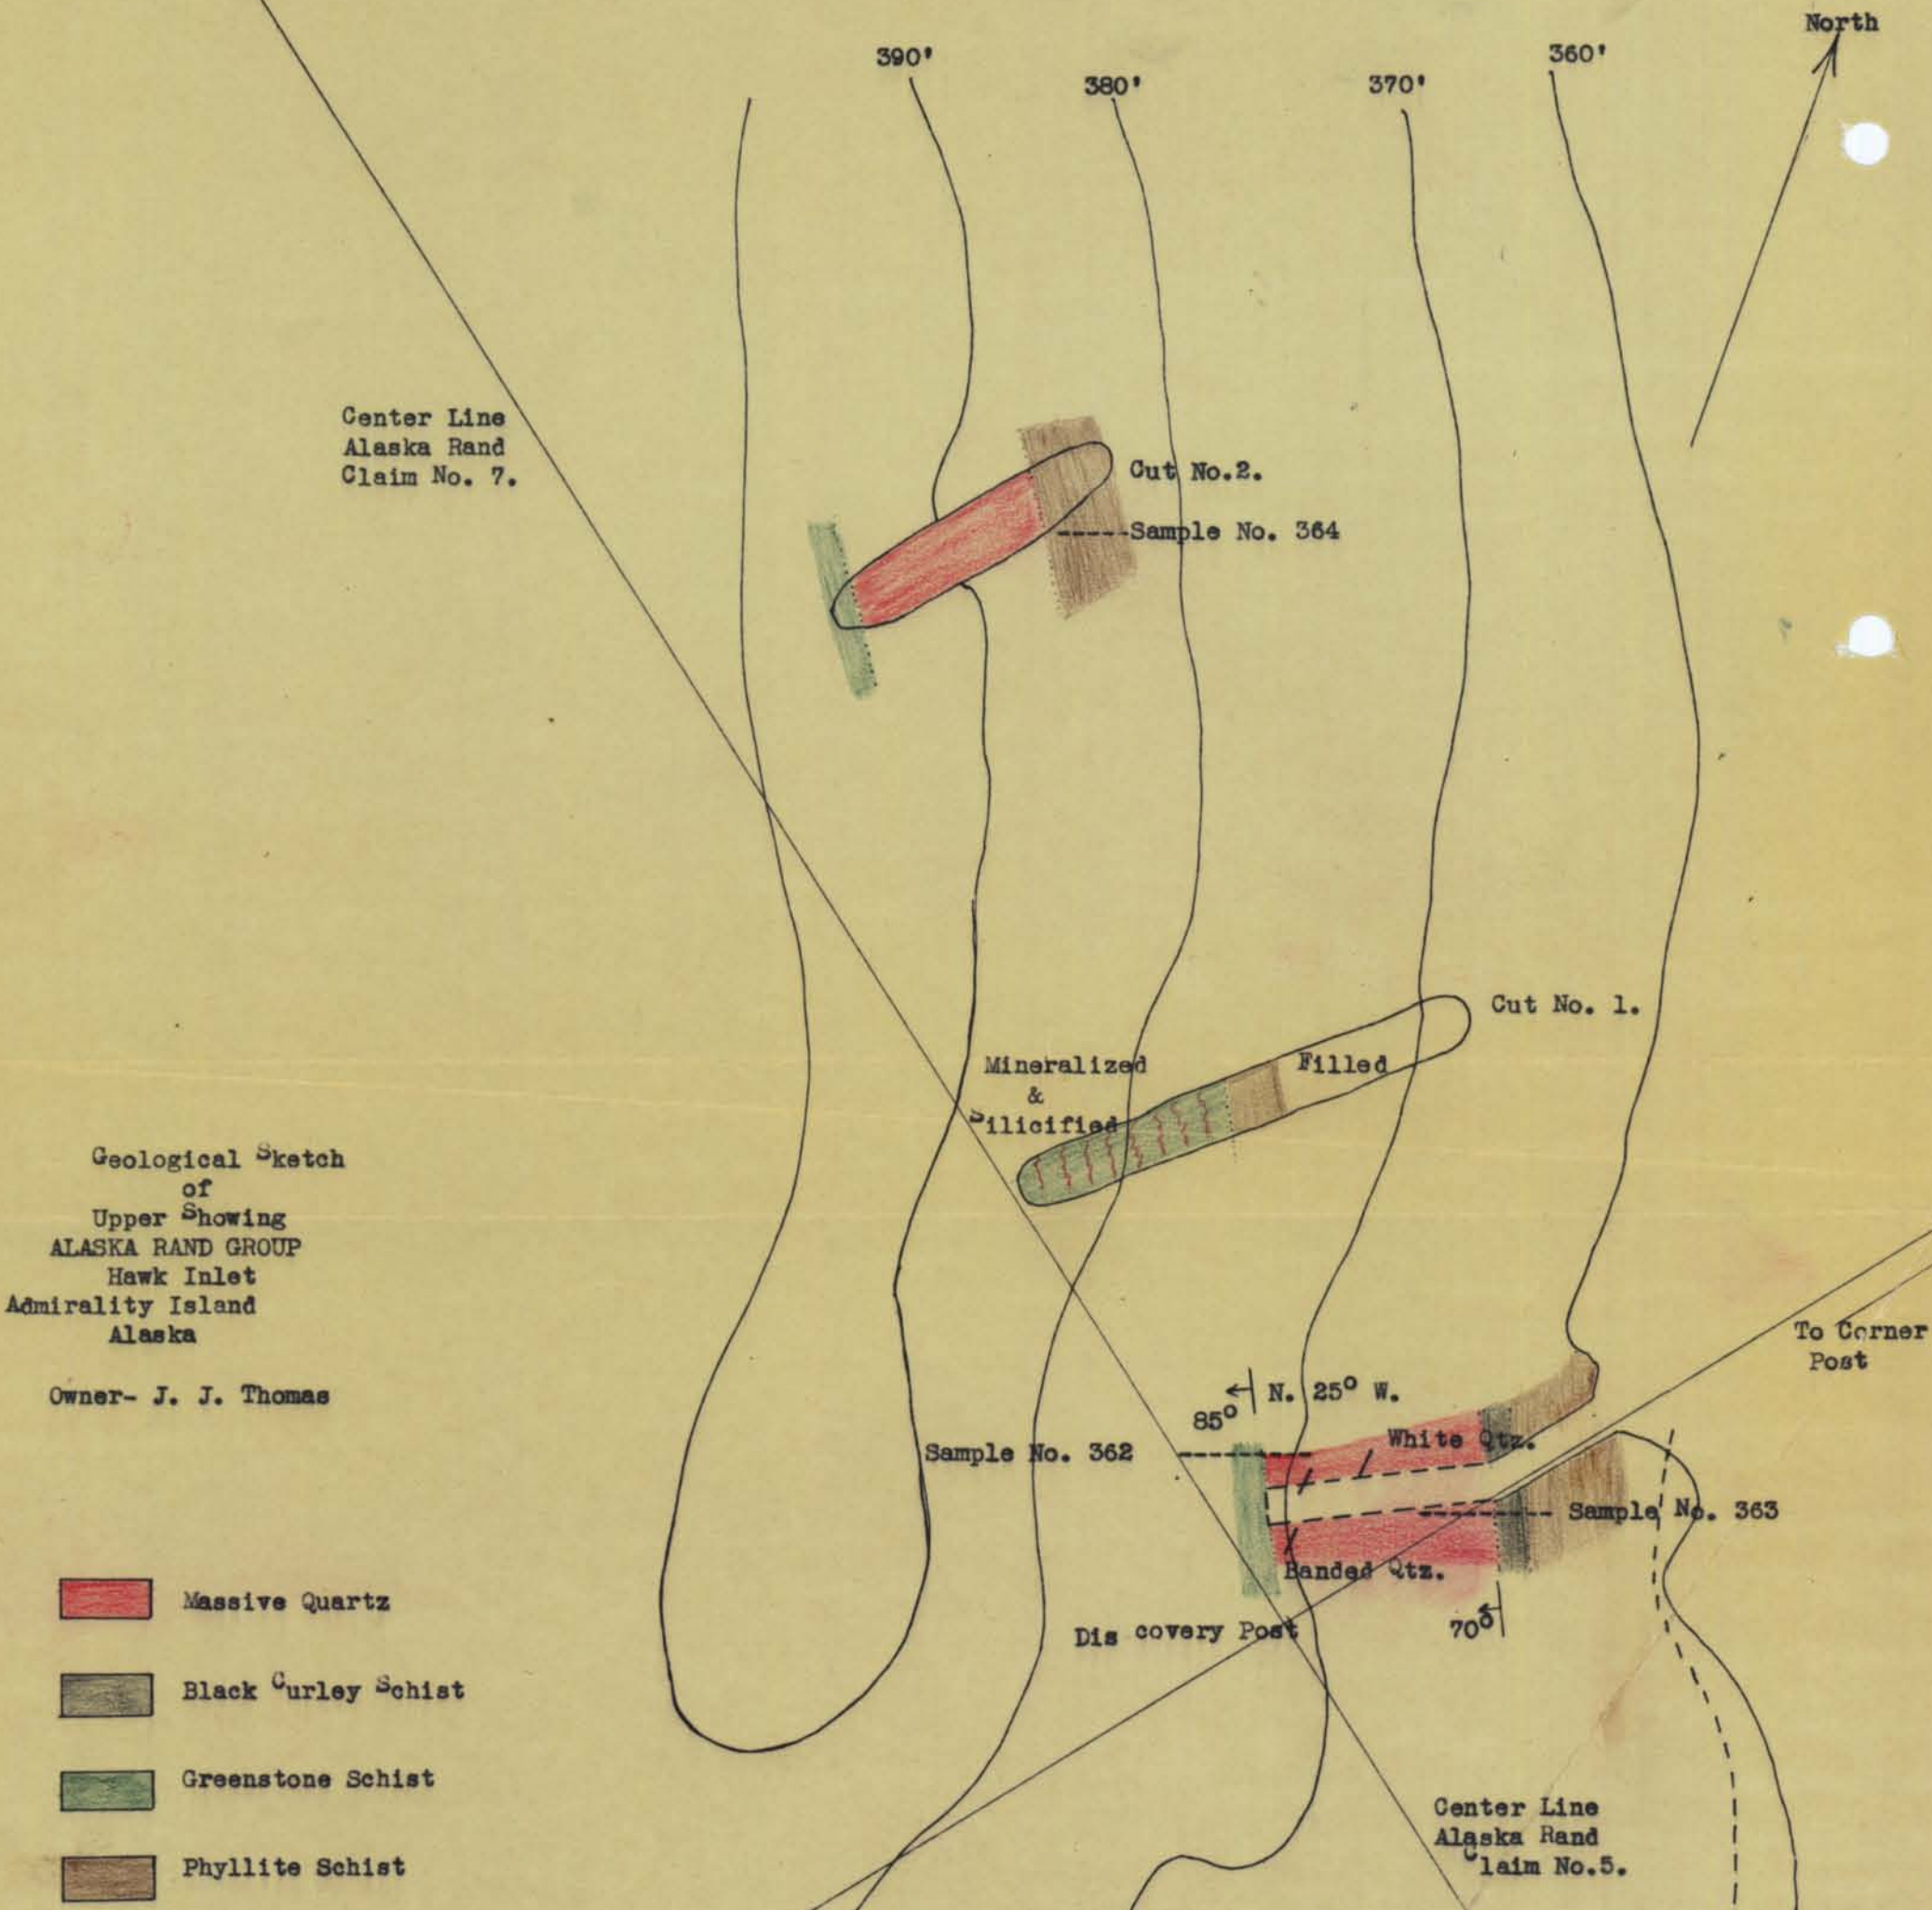 North
390'
380'
370'
360'
Center Line
Alaska Rand
Claim No. 7.
Cut No.2.
Sample No. 364
Cut No. 1.
Mineralized
&
Silicified
Filled
Geological Sketch
of
Upper Showing
ALASKA RAND GROUP
Hawk Inlet
Admirality Island
Alaska
Owner- J. J. Thomas
To Corner
Post
N. 25° W.
85°
White Qtz.
Sample No. 362
Sample No. 363
Banded Qtz.
70°
Dis covery Post
Massive Quartz
Black Curley Schist
Greenstone Schist
Phyllite Schist
Center Line
Alaska Rand
Claim No.5.